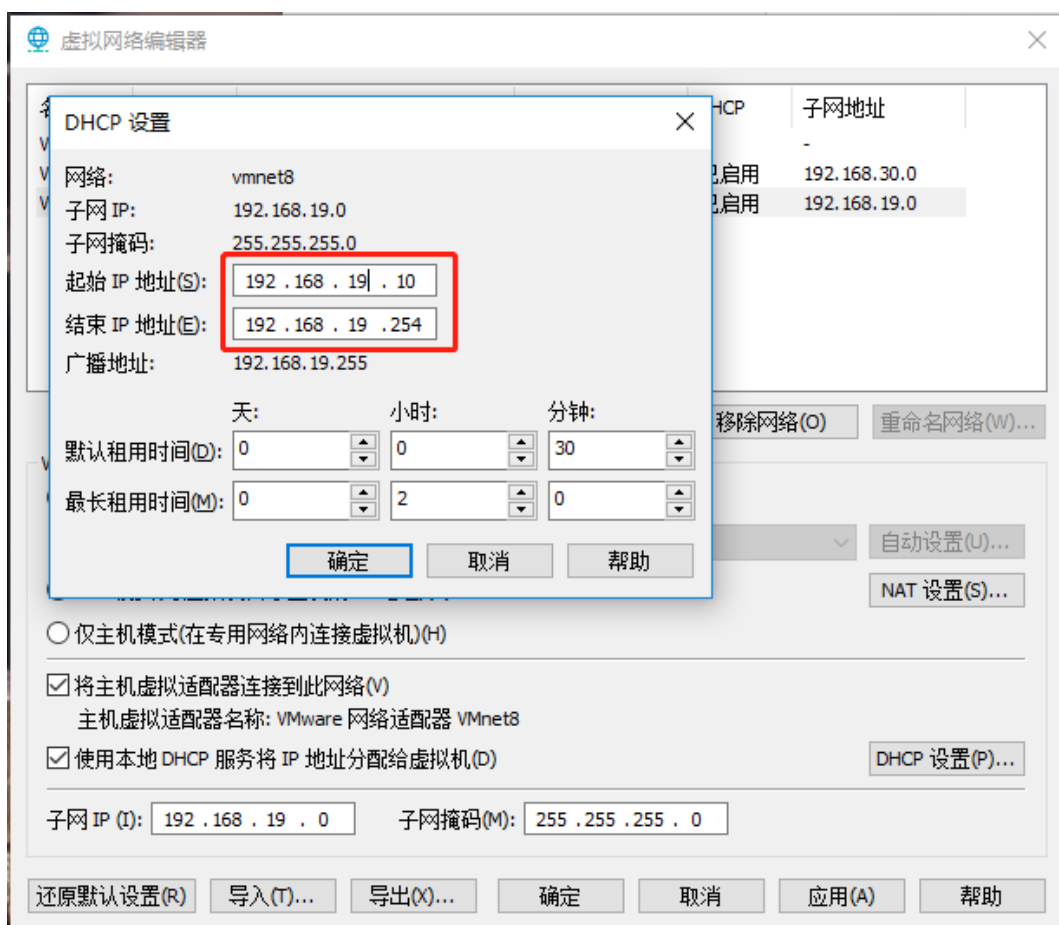 虚拟网络编辑器
HCP 子网地址
-
已启用 192.168.30.0
已启用 192.168.19.0
DHCP 设置
网络: vmnet8
子网 IP: 192.168.19.0
子网掩码: 255.255.255.0
起始 IP 地址(S): 192 . 168 . 19 . 10
结束 IP 地址(E): 192 . 168 . 19 . 254
广播地址: 192.168.19.255
天: 小时: 分钟:
默认租用时间(D): 0 0 30
最长租用时间(M): 0 2 0
确定 取消 帮助
移除网络(O) 重命名网络(W)...
自动设置(U)...
NAT 设置(S)...
仅主机模式(在专用网络内连接虚拟机)(H)
将主机虚拟适配器连接到此网络(V)
主机虚拟适配器名称: VMware 网络适配器 VMnet8
使用本地 DHCP 服务将 IP 地址分配给虚拟机(D) DHCP 设置(P)...
子网 IP (I): 192 . 168 . 19 . 0 子网掩码(M): 255 . 255 . 255 . 0
还原默认设置(R) 导入(T)... 导出(X)... 确定 取消 应用(A) 帮助